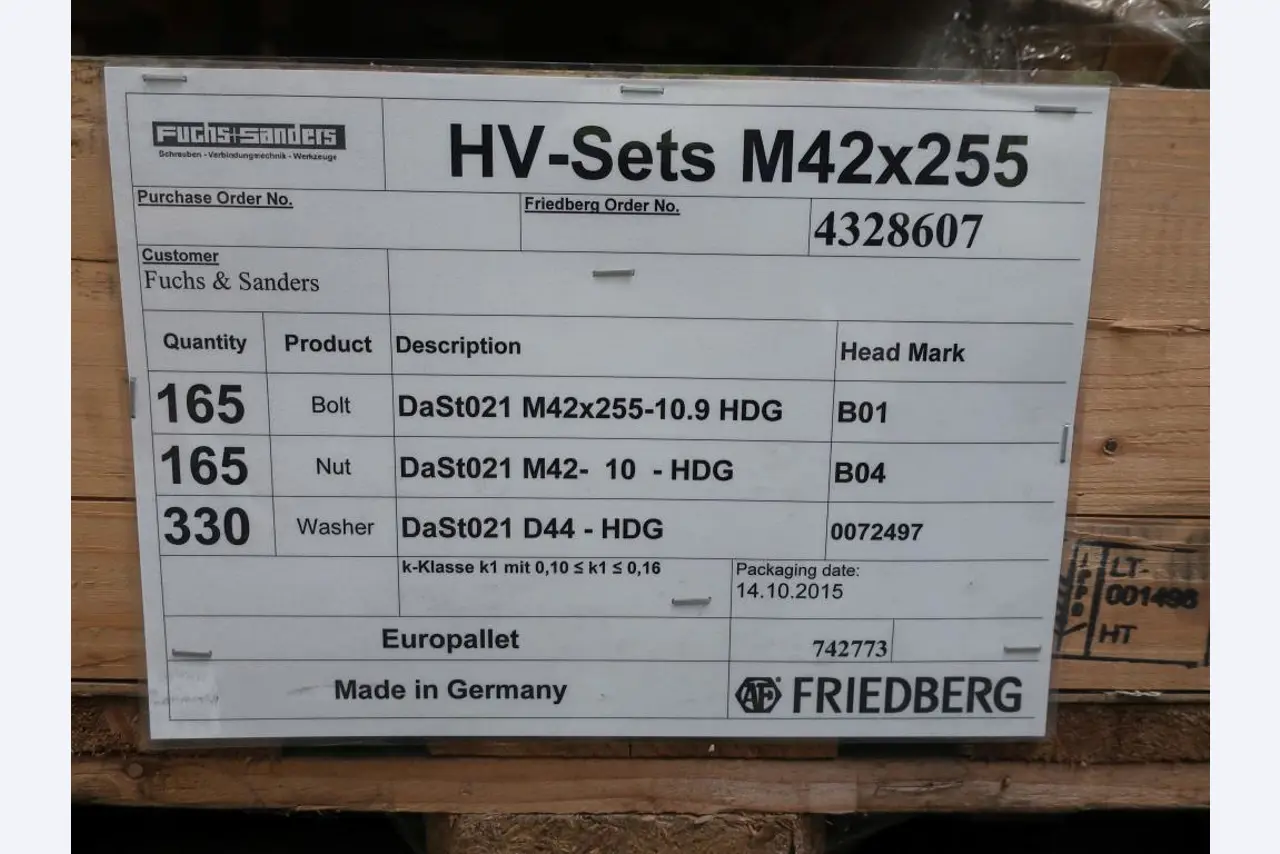 Fuchs+Sanders
Schrauben - Verbindungstechnik - Werkzeuge
HV-Sets M42x255
Purchase Order No.
Friedberg Order No.
4328607
Customer
Fuchs & Sanders
Quantity Product Description Head Mark
165 Bolt DaSt021 M42x255-10.9 HDG B01
165 Nut DaSt021 M42- 10 - HDG B04
330 Washer DaSt021 D44 - HDG 0072497
k-Klasse k1 mit 0,10 ≤ k1 ≤ 0,16
Packaging date:
14.10.2015
Europallet 742773
Made in Germany
FRIEDBERG
IPPB
LT-
001498
HT